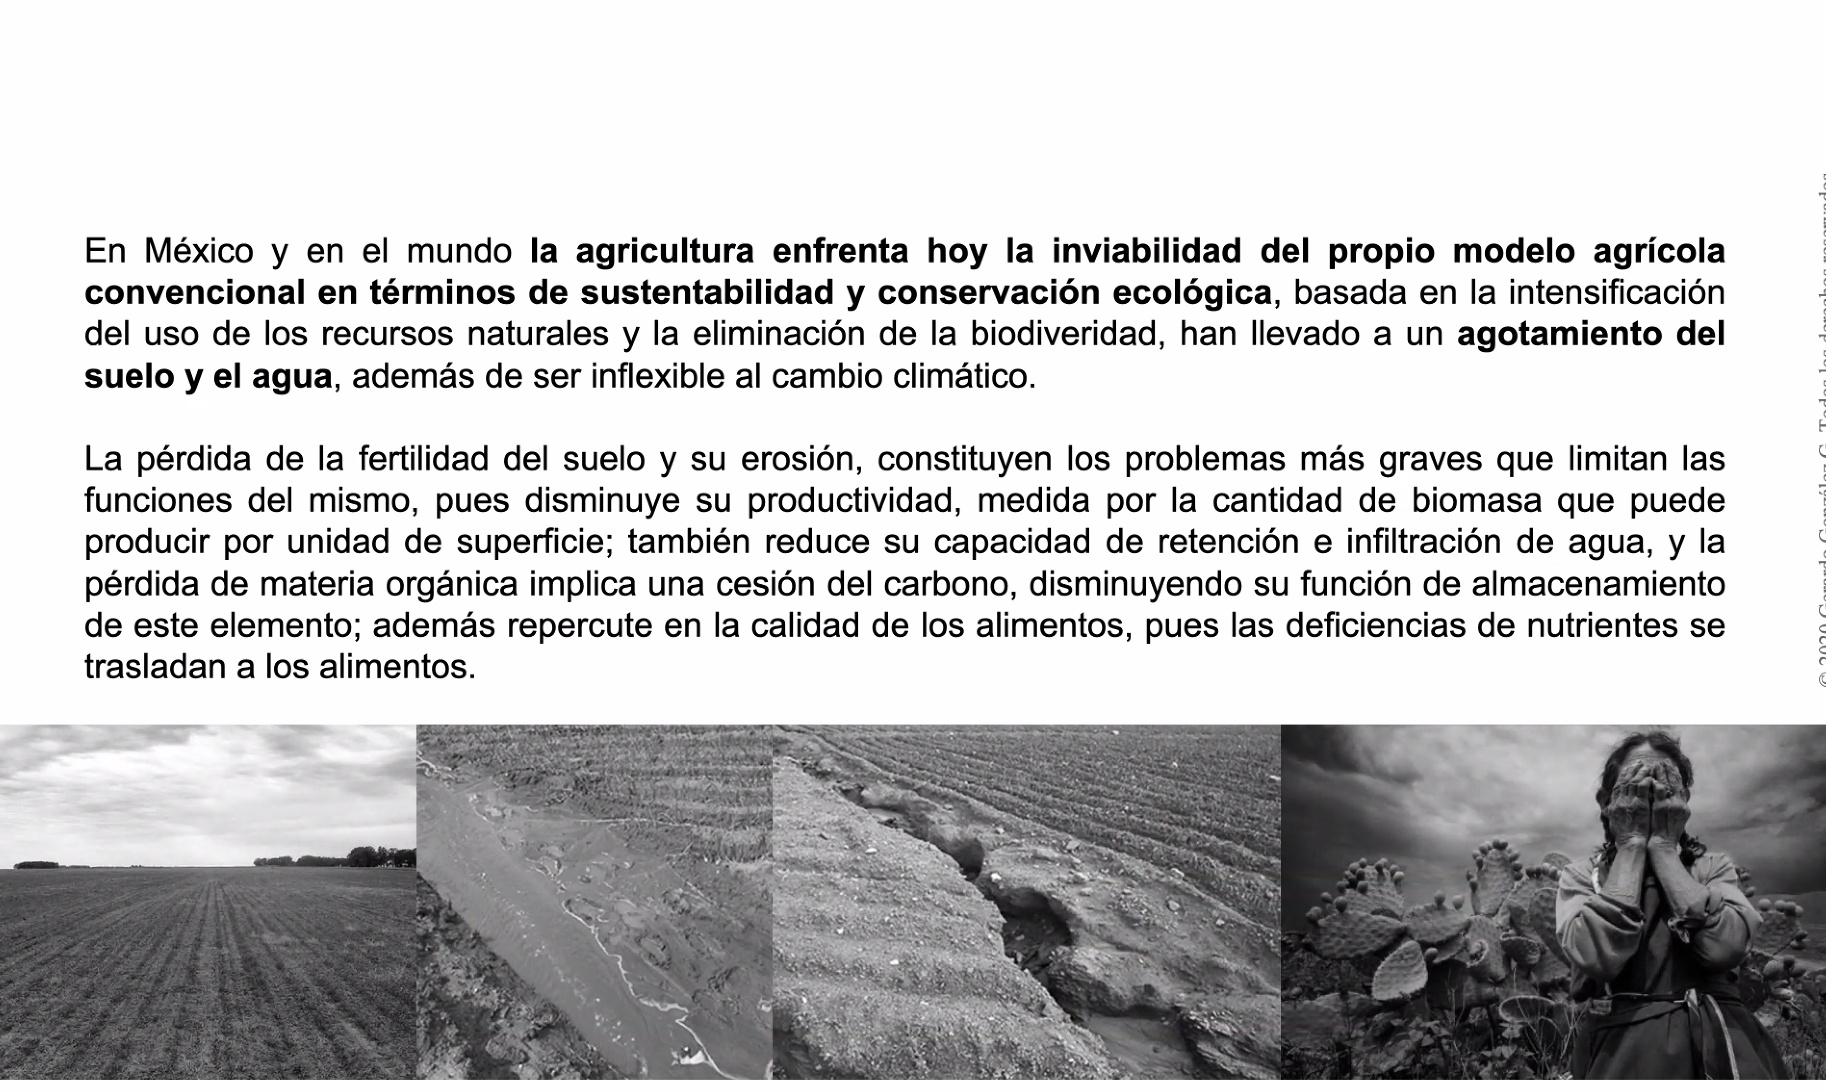 En México y en el mundo la agricultura enfrenta hoy la inviabilidad del propio modelo agrícola
convencional en términos de sustentabilidad y conservación ecológica, basada en la intensificación
del uso de los recursos naturales y la eliminación de la biodiveridad, han llevado a un agotamiento del
suelo y el agua, además de ser inflexible al cambio climático.
La pérdida de la fertilidad del suelo y su erosión, constituyen los problemas más graves que limitan las
funciones del mismo, pues disminuye su productividad, medida por la cantidad de biomasa que puede
producir por unidad de superficie; también reduce su capacidad de retención e infiltración de agua, y la
pérdida de materia orgánica implica una cesión del carbono, disminuyendo su función de almacenamiento
de este elemento; además repercute en la calidad de los alimentos, pues las deficiencias de nutrientes se
trasladan a los alimentos.
© 2020 Gerardo González G. Todos los derechos reservados